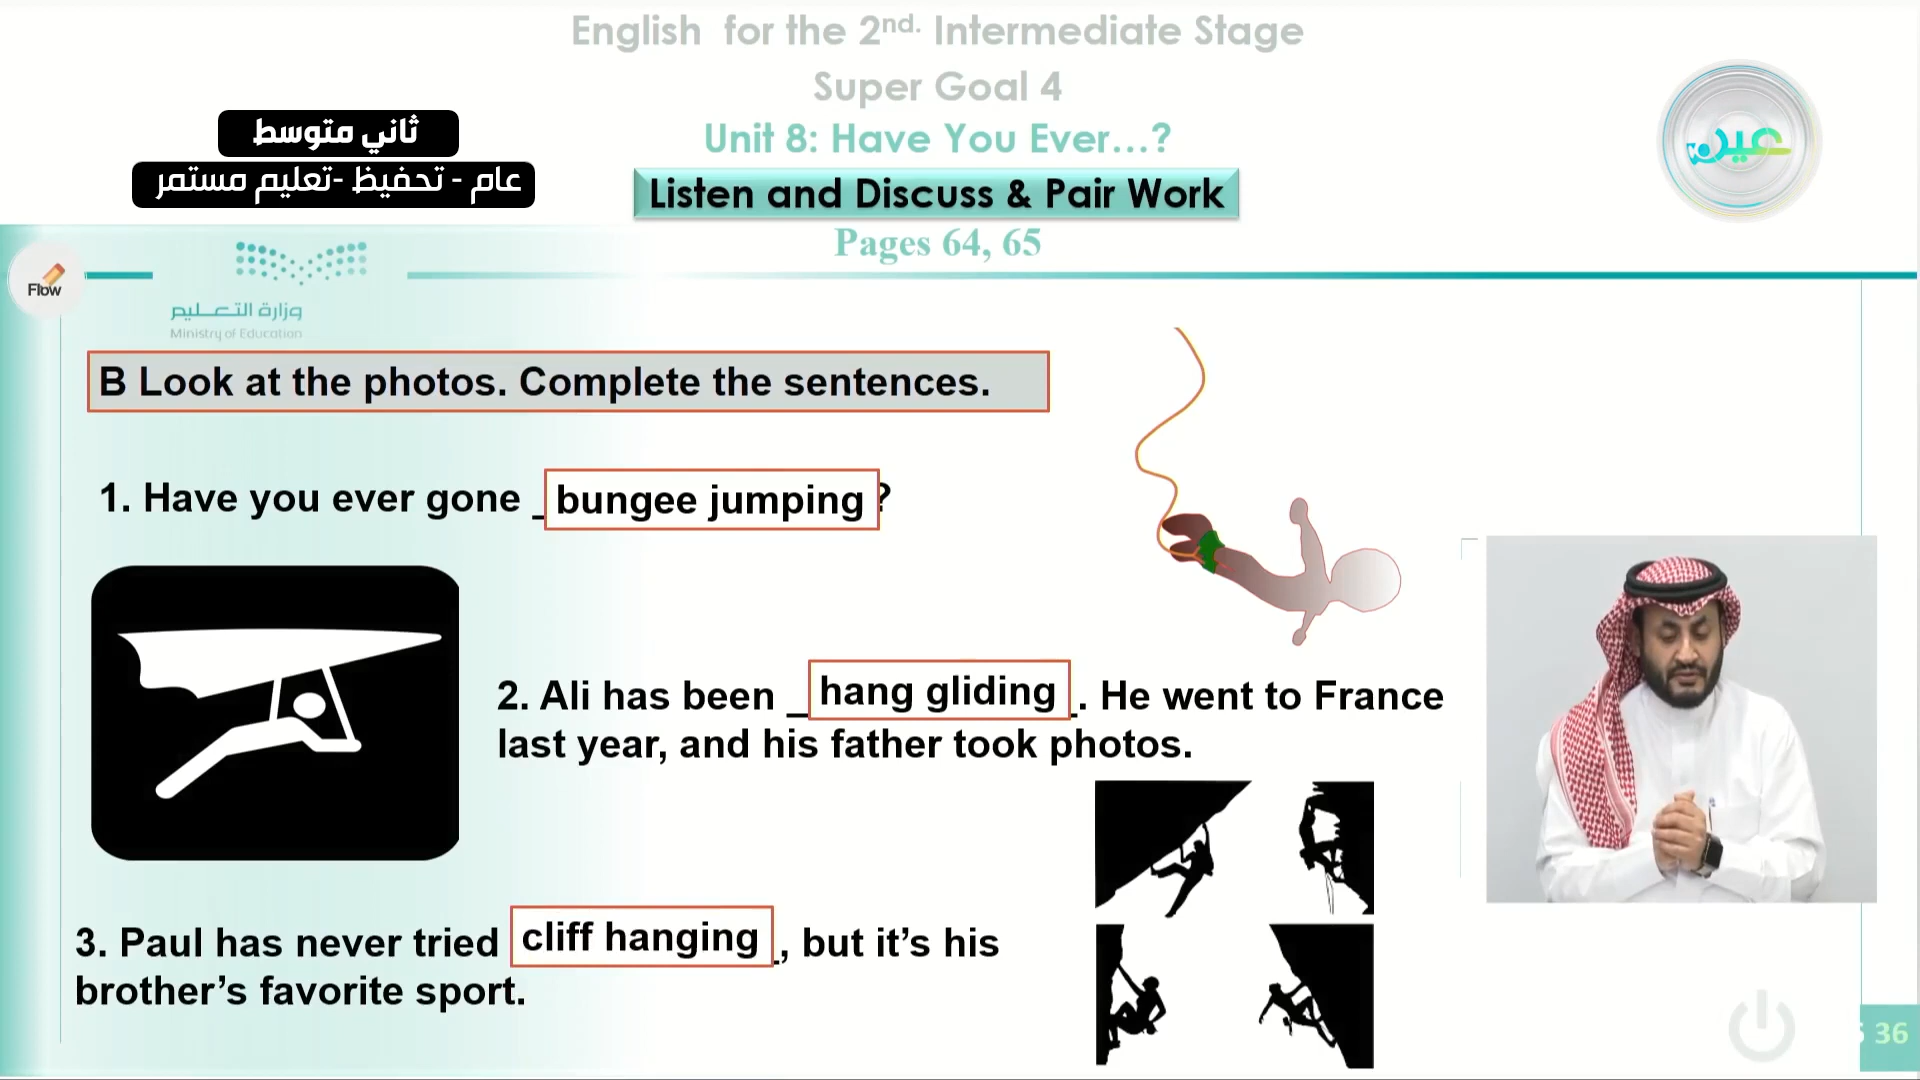 English for the 2nd. Intermediate Stage
Super Goal 4
Unit 8: Have You Ever...?
Listen and Discuss & Pair Work
Pages 64, 65
ثاني متوسط
عام - تحفيظ -تعليم مستمر
عين
Flow
وزارة التعليم
Ministry of Education
B Look at the photos. Complete the sentences.
1. Have you ever gone _ bungee jumping ?
2. Ali has been _ hang gliding _. He went to France
last year, and his father took photos.
3. Paul has never tried cliff hanging _, but it’s his
brother’s favorite sport.
36